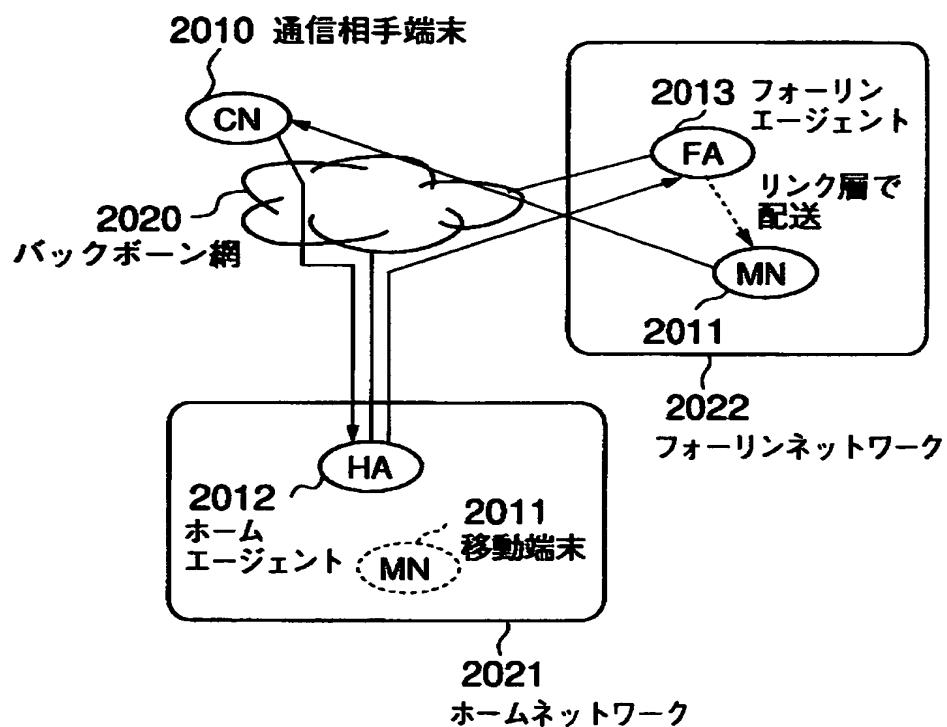 2010 通信相手端末
CN
2013 フォーリン
エージェント
FA
リンク層で
配送
2020
バックボーン網
MN
2011
2022
フォーリンネットワーク
HA
2012
ホーム
エージェント
2011
移動端末
MN
2021
ホームネットワーク